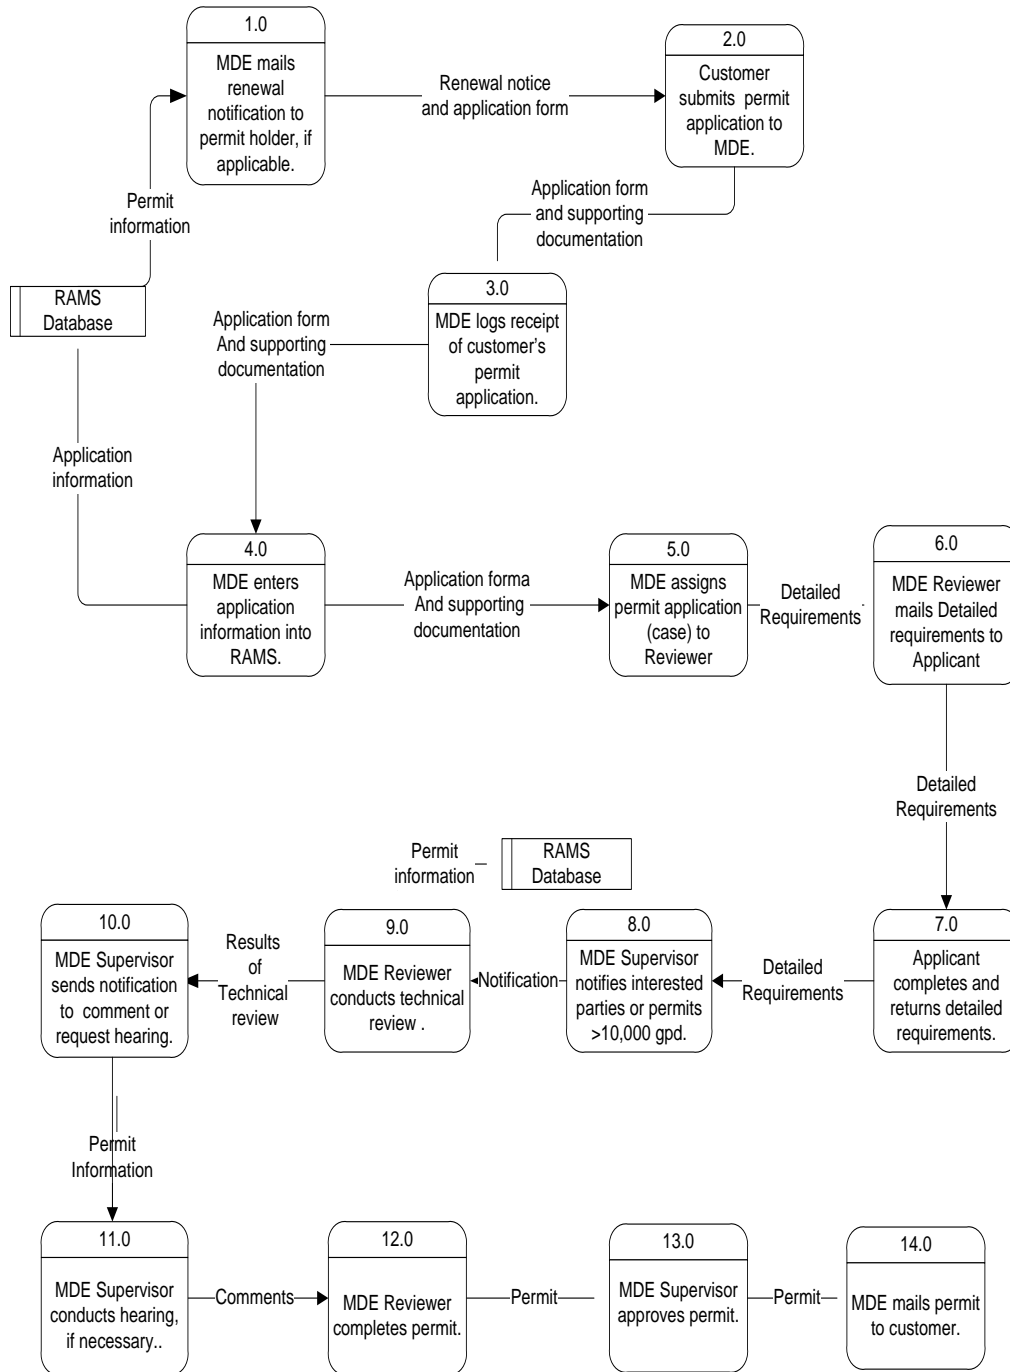 1.0
MDE mails
renewal
notification to
permit holder, if
applicable.
Renewal notice
and application form
2.0
Customer
submits permit
application to
MDE.
Permit
information
Application form
and supporting
documentation
RAMS
Database
3.0
MDE logs receipt
of customer's
permit
application.
Application form
And supporting
documentation
Application
information
4.0
MDE enters
application
information into
RAMS.
Application forma
And supporting
documentation
5.0
MDE assigns
permit application
(case) to
Reviewer
Detailed
Requirements
6.0
MDE Reviewer
mails Detailed
requirements to
Applicant
Detailed
Requirements
Permit
information
RAMS
Database
10.0
MDE Supervisor
sends notification
to comment or
request hearing.
Results
of
Technical
review
9.0
MDE Reviewer
conducts technical
review .
Notification
8.0
MDE Supervisor
notifies interested
parties or permits
>10,000 gpd.
Detailed
Requirements
7.0
Applicant
completes and
returns detailed
requirements.
Permit
Information
11.0
MDE Supervisor
conducts hearing,
if necessary..
Comments
12.0
MDE Reviewer
completes permit.
Permit
13.0
MDE Supervisor
approves permit.
Permit
14.0
MDE mails permit
to customer.